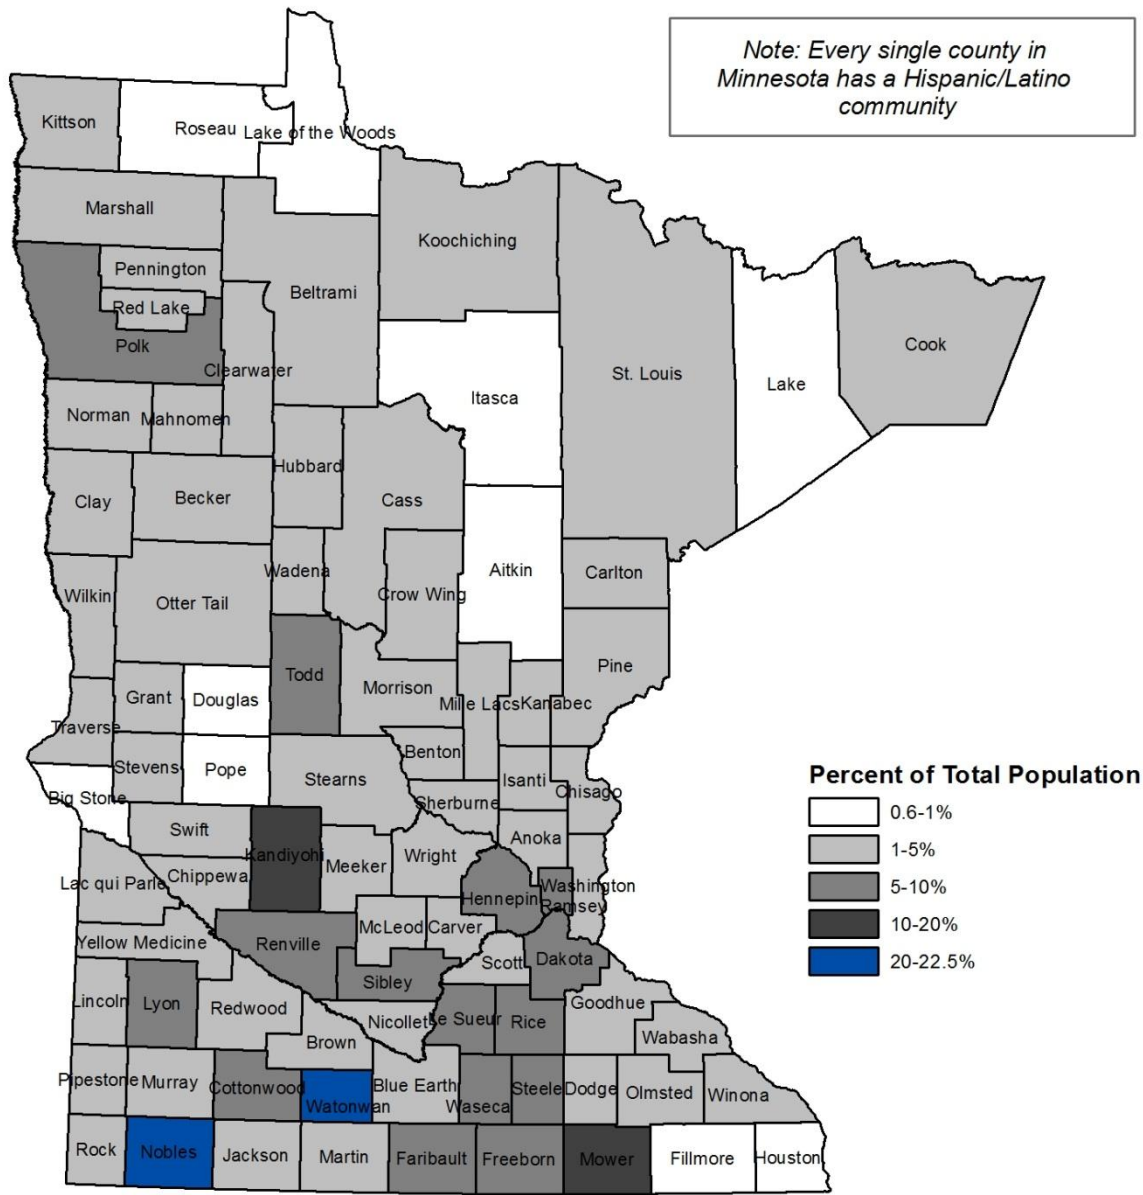 Note: Every single county in
Minnesota has a Hispanic/Latino
community
Kittson
Roseau
Lake of the Woods
Marshall
Koochiching
Pennington
Beltrami
Red Lake
Polk
Cook
Clearwater
St. Louis
Lake
Itasca
Norman
Mahnomen
Hubbard
Clay
Becker
Cass
Wadena
Aitkin
Carlton
Wilkin
Otter Tail
Crow Wing
Pine
Todd
Morrison
Grant
Douglas
Mille Lacs
Kanabec
Traverse
Benton
Stevens
Pope
Stearns
Isanti
Chisago
Big Stone
Sherburne
Swift
Anoka
Kandiyohi
Meeker
Wright
Lac qui Parle
Chippewa
Hennepin
Washington
Ramsey
McLeod
Carver
Yellow Medicine
Renville
Scott
Dakota
Sibley
Lincoln
Lyon
Redwood
Goodhue
Nicollet
Le Sueur
Rice
Wabasha
Brown
Pipestone
Murray
Cottonwood
Watonwan
Blue Earth
Waseca
Steele
Dodge
Olmsted
Winona
Rock
Nobles
Jackson
Martin
Faribault
Freeborn
Mower
Fillmore
Houston
Percent of Total Population
0.6-1%
1-5%
5-10%
10-20%
20-22.5%